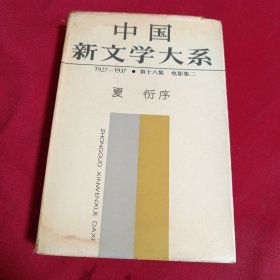 中国
新文学大系
1927—1937 ● 第十八集 电影集二
夏 衍序
ZHONGGUO XINWENXUE DAXI